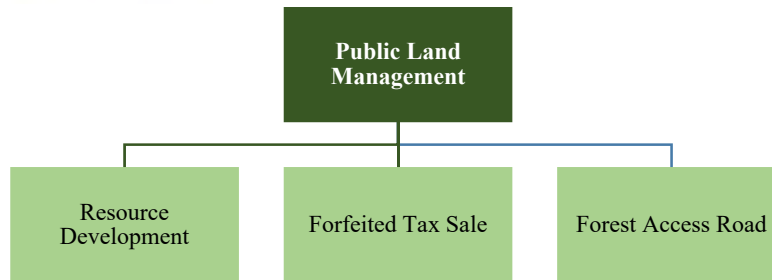 Public Land
Management
Resource
Development
Forfeited Tax Sale
Forest Access Road